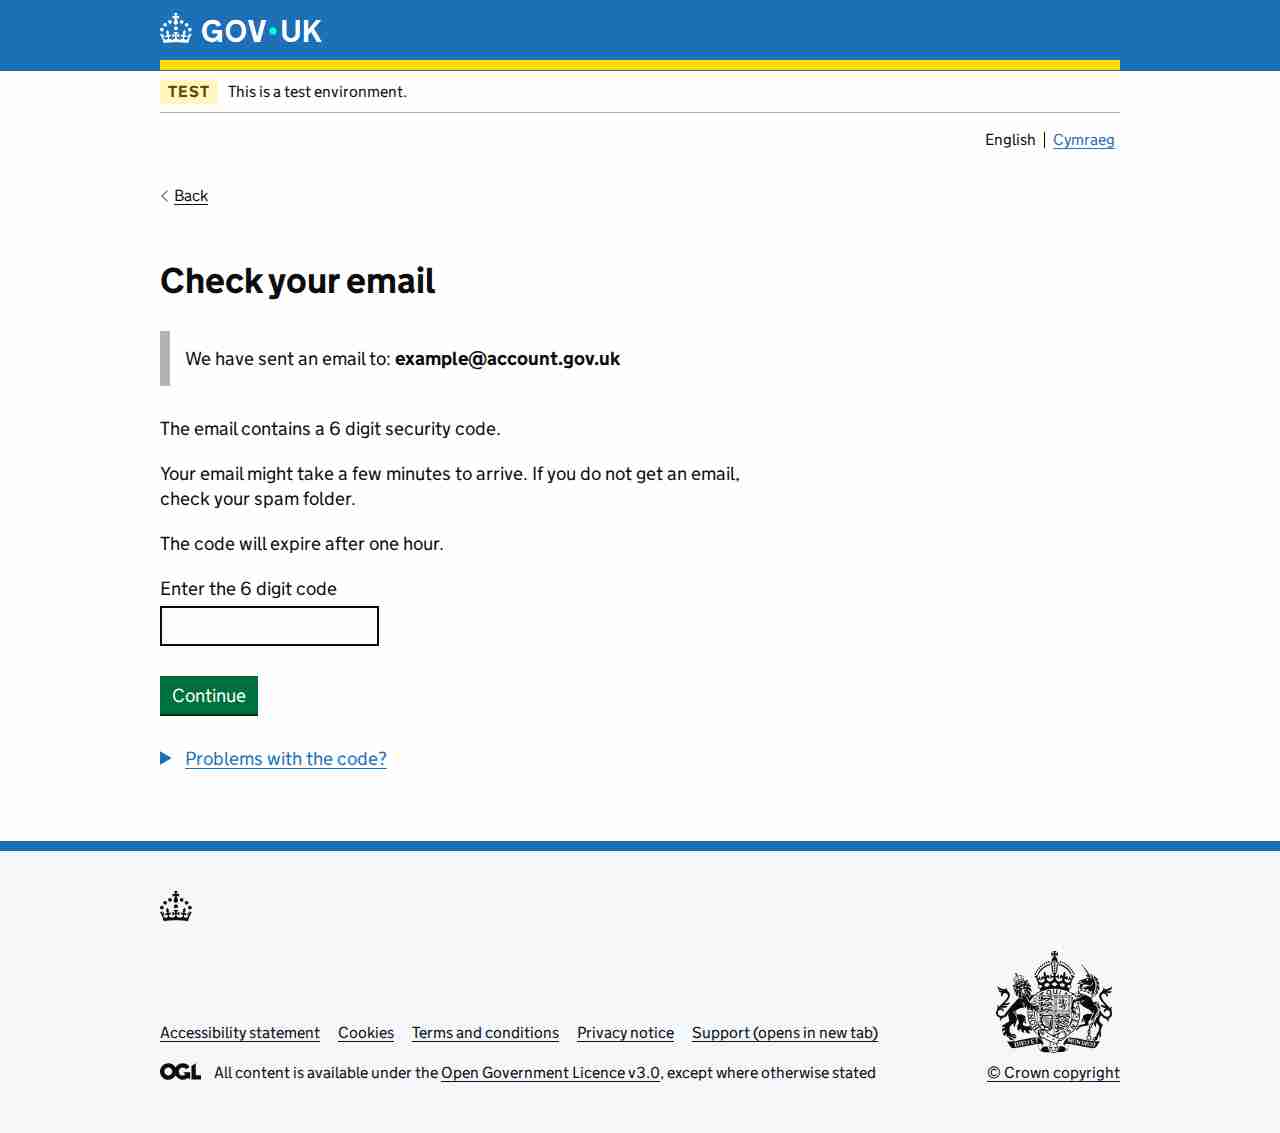 GOV·UK
TEST This is a test environment.
English Cymraeg
Back
Check your email
We have sent an email to: example@account.gov.uk
The email contains a 6 digit security code.
Your email might take a few minutes to arrive. If you do not get an email,
check your spam folder.
The code will expire after one hour.
Enter the 6 digit code
Continue
Problems with the code?
Accessibility statement Cookies Terms and conditions Privacy notice Support (opens in new tab)
OGL All content is available under the Open Government Licence v3.0, except where otherwise stated
© Crown copyright